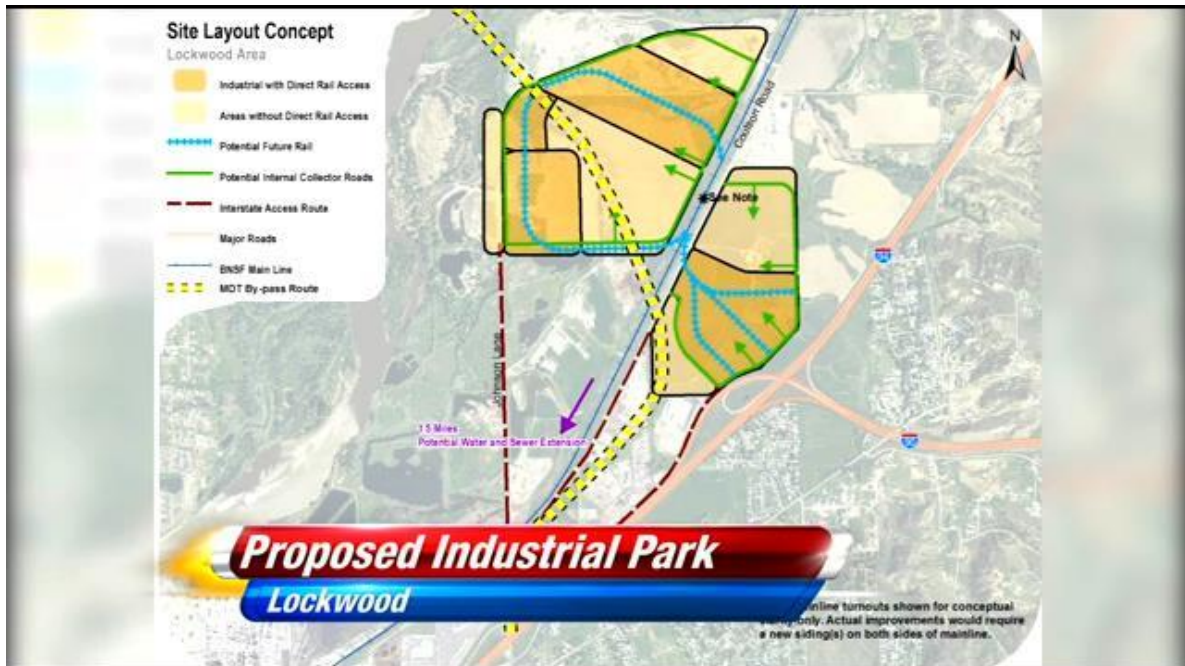 Site Layout Concept
Lockwood Area
Industrial with Direct Rail Access
Areas without Direct Rail Access
Potential Future Rail
Potential Internal Collector Roads
Interstate Access Route
Major Roads
BNSF Main Line
MDT By-pass Route
N
Coulson Road
See Note
Johnson Lane
1.5 Miles
Potential Water and Sewer Extension
Proposed Industrial Park
Lockwood
turnouts shown for conceptual
only. Actual improvements would require
a new siding(s) on both sides of mainline.